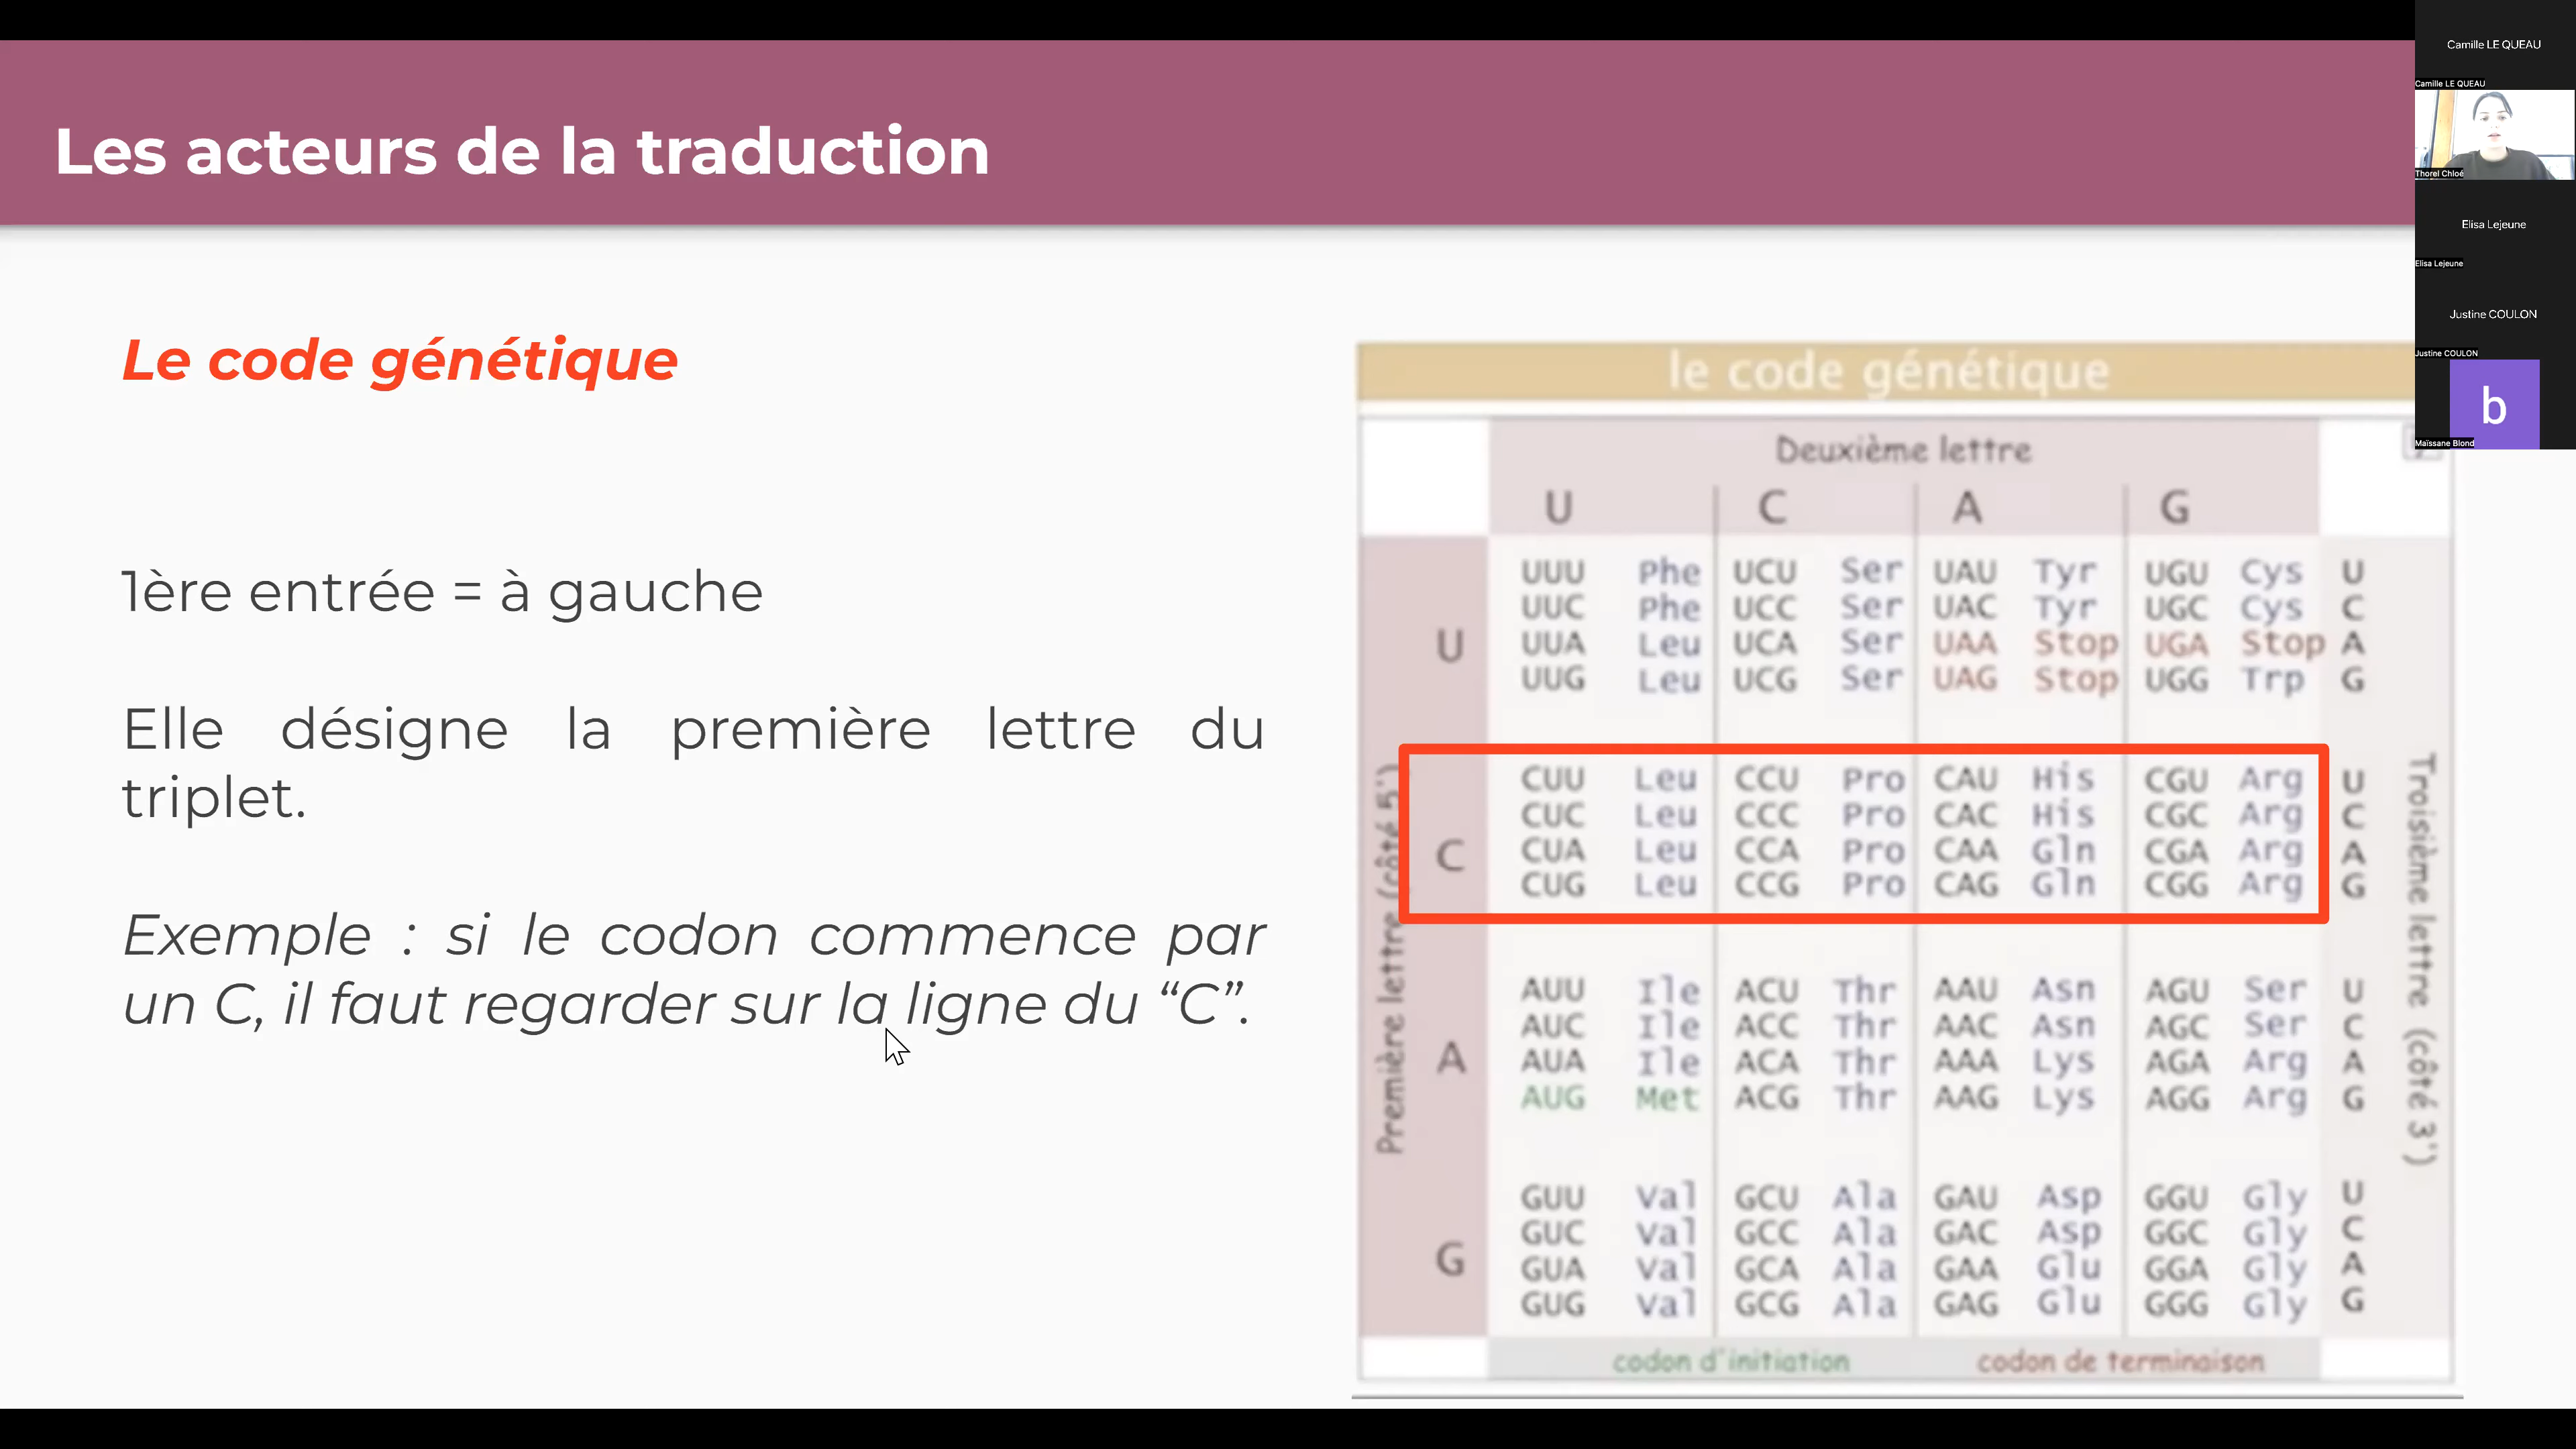 Les acteurs de la traduction
Le code génétique
1ère entrée = à gauche
Elle désigne la première lettre du
triplet.
Exemple : si le codon commence par
un C, il faut regarder sur la ligne du “C”.
le code génétique
Deuxième lettre
U C A G
Première lettre (côté 5')
Troisième lettre (côté 3')
UUU Phe UCU Ser UAU Tyr UGU Cys U
UUC Phe UCC Ser UAC Tyr UGC Cys C
U
UUA Leu UCA Ser UAA Stop UGA Stop A
UUG Leu UCG Ser UAG Stop UGG Trp G
CUU Leu CCU Pro CAU His CGU Arg U
CUC Leu CCC Pro CAC His CGC Arg C
C
CUA Leu CCA Pro CAA Gln CGA Arg A
CUG Leu CCG Pro CAG Gln CGG Arg G
AUU Ile ACU Thr AAU Asn AGU Ser U
AUC Ile ACC Thr AAC Asn AGC Ser C
A
AUA Ile ACA Thr AAA Lys AGA Arg A
AUG Met ACG Thr AAG Lys AGG Arg G
GUU Val GCU Ala GAU Asp GGU Gly U
GUC Val GCC Ala GAC Asp GGC Gly C
G
GUA Val GCA Ala GAA Glu GGA Gly A
GUG Val GCG Ala GAG Glu GGG Gly G
codon d'initiation codon de terminaison
Camille LE QUEAU
Camille LE QUEAU
Thorel Chloé
Elisa Lejeune
Elisa Lejeune
Justine COULON
Justine COULON
b
Maïssane Blond